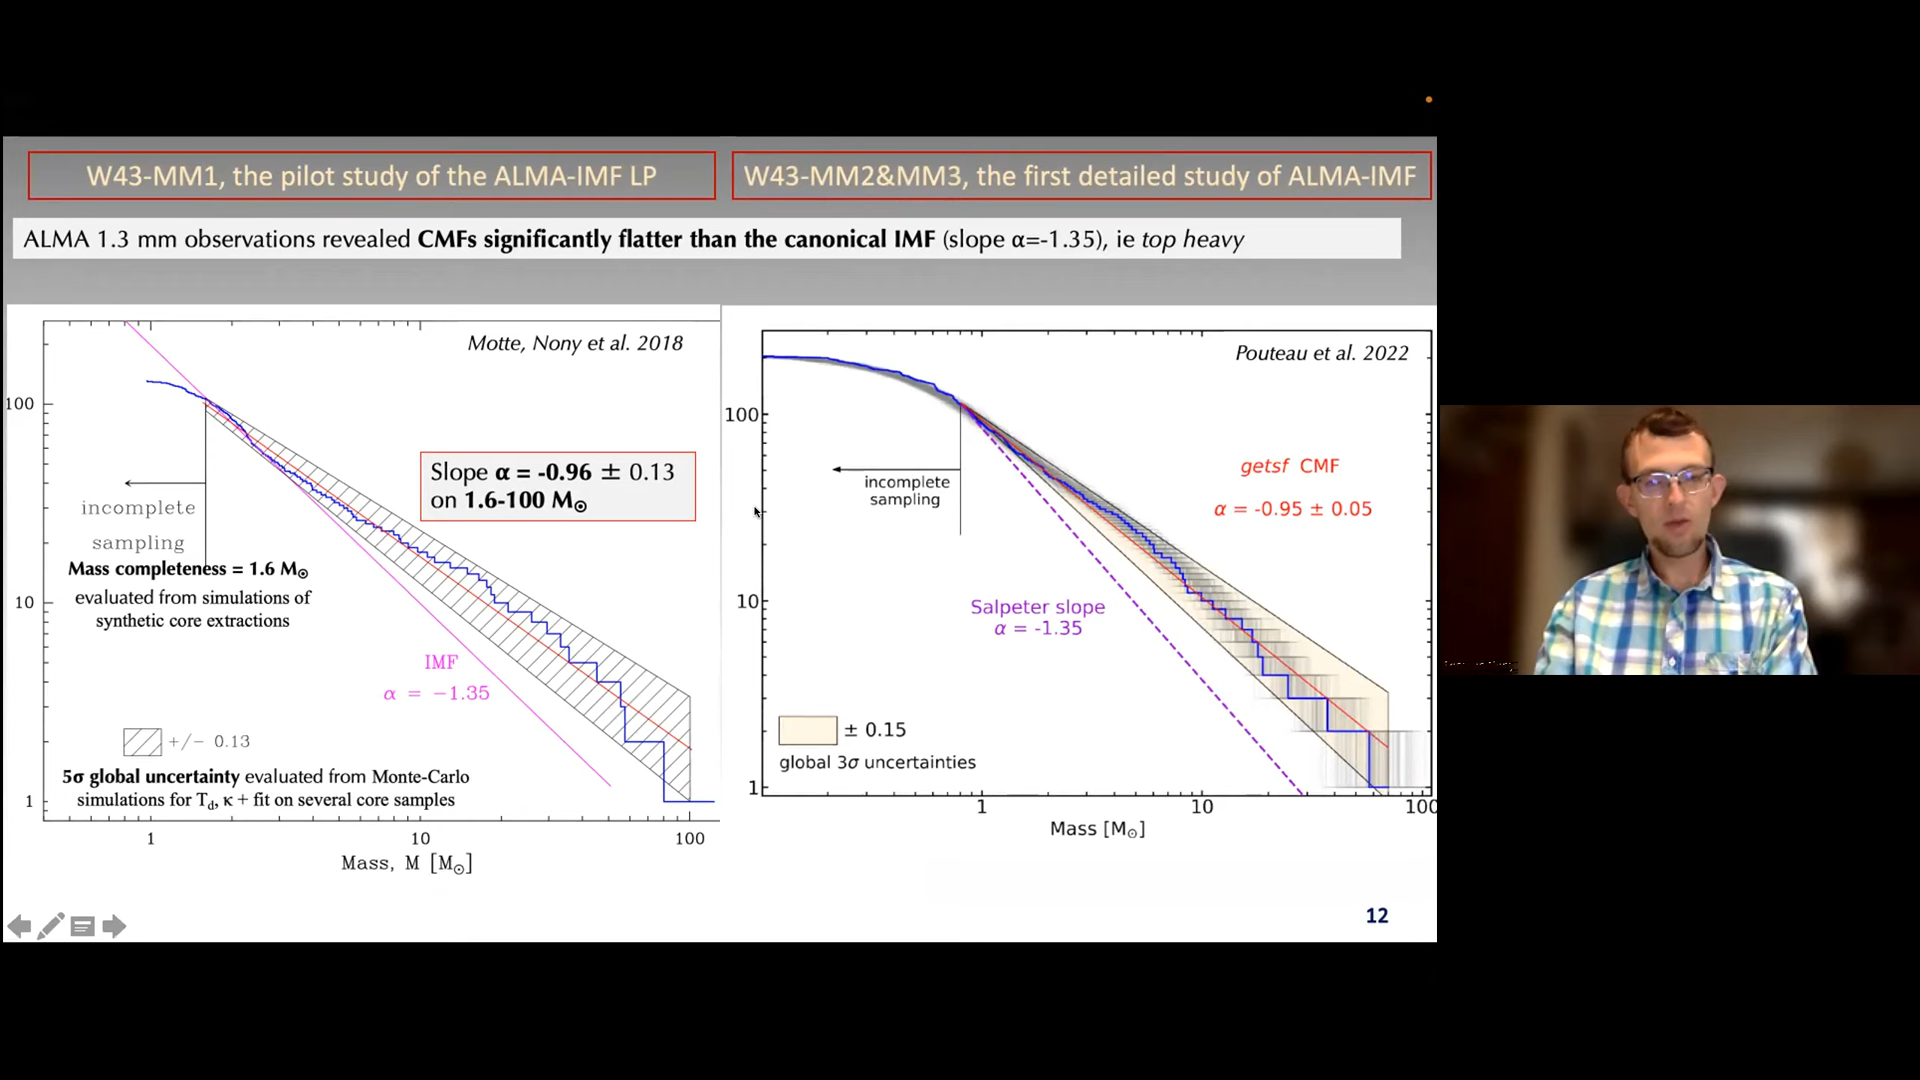 W43-MM1, the pilot study of the ALMA-IMF LP
W43-MM2&MM3, the first detailed study of ALMA-IMF
ALMA 1.3 mm observations revealed CMFs significantly flatter than the canonical IMF (slope α=-1.35), ie top heavy
Motte, Nony et al. 2018
100
10
1
Slope α = -0.96 ± 0.13
on 1.6-100 M⊙
incomplete
sampling
Mass completeness = 1.6 M⊙
evaluated from simulations of
synthetic core extractions
IMF
α = −1.35
+/− 0.13
5σ global uncertainty evaluated from Monte-Carlo
simulations for Td, κ + fit on several core samples
1 10 100
Mass, M [M⊙]
Pouteau et al. 2022
100
10
1
incomplete
sampling
getsf CMF
α = -0.95 ± 0.05
Salpeter slope
α = -1.35
± 0.15
global 3σ uncertainties
1 10 100
Mass [M⊙]
12